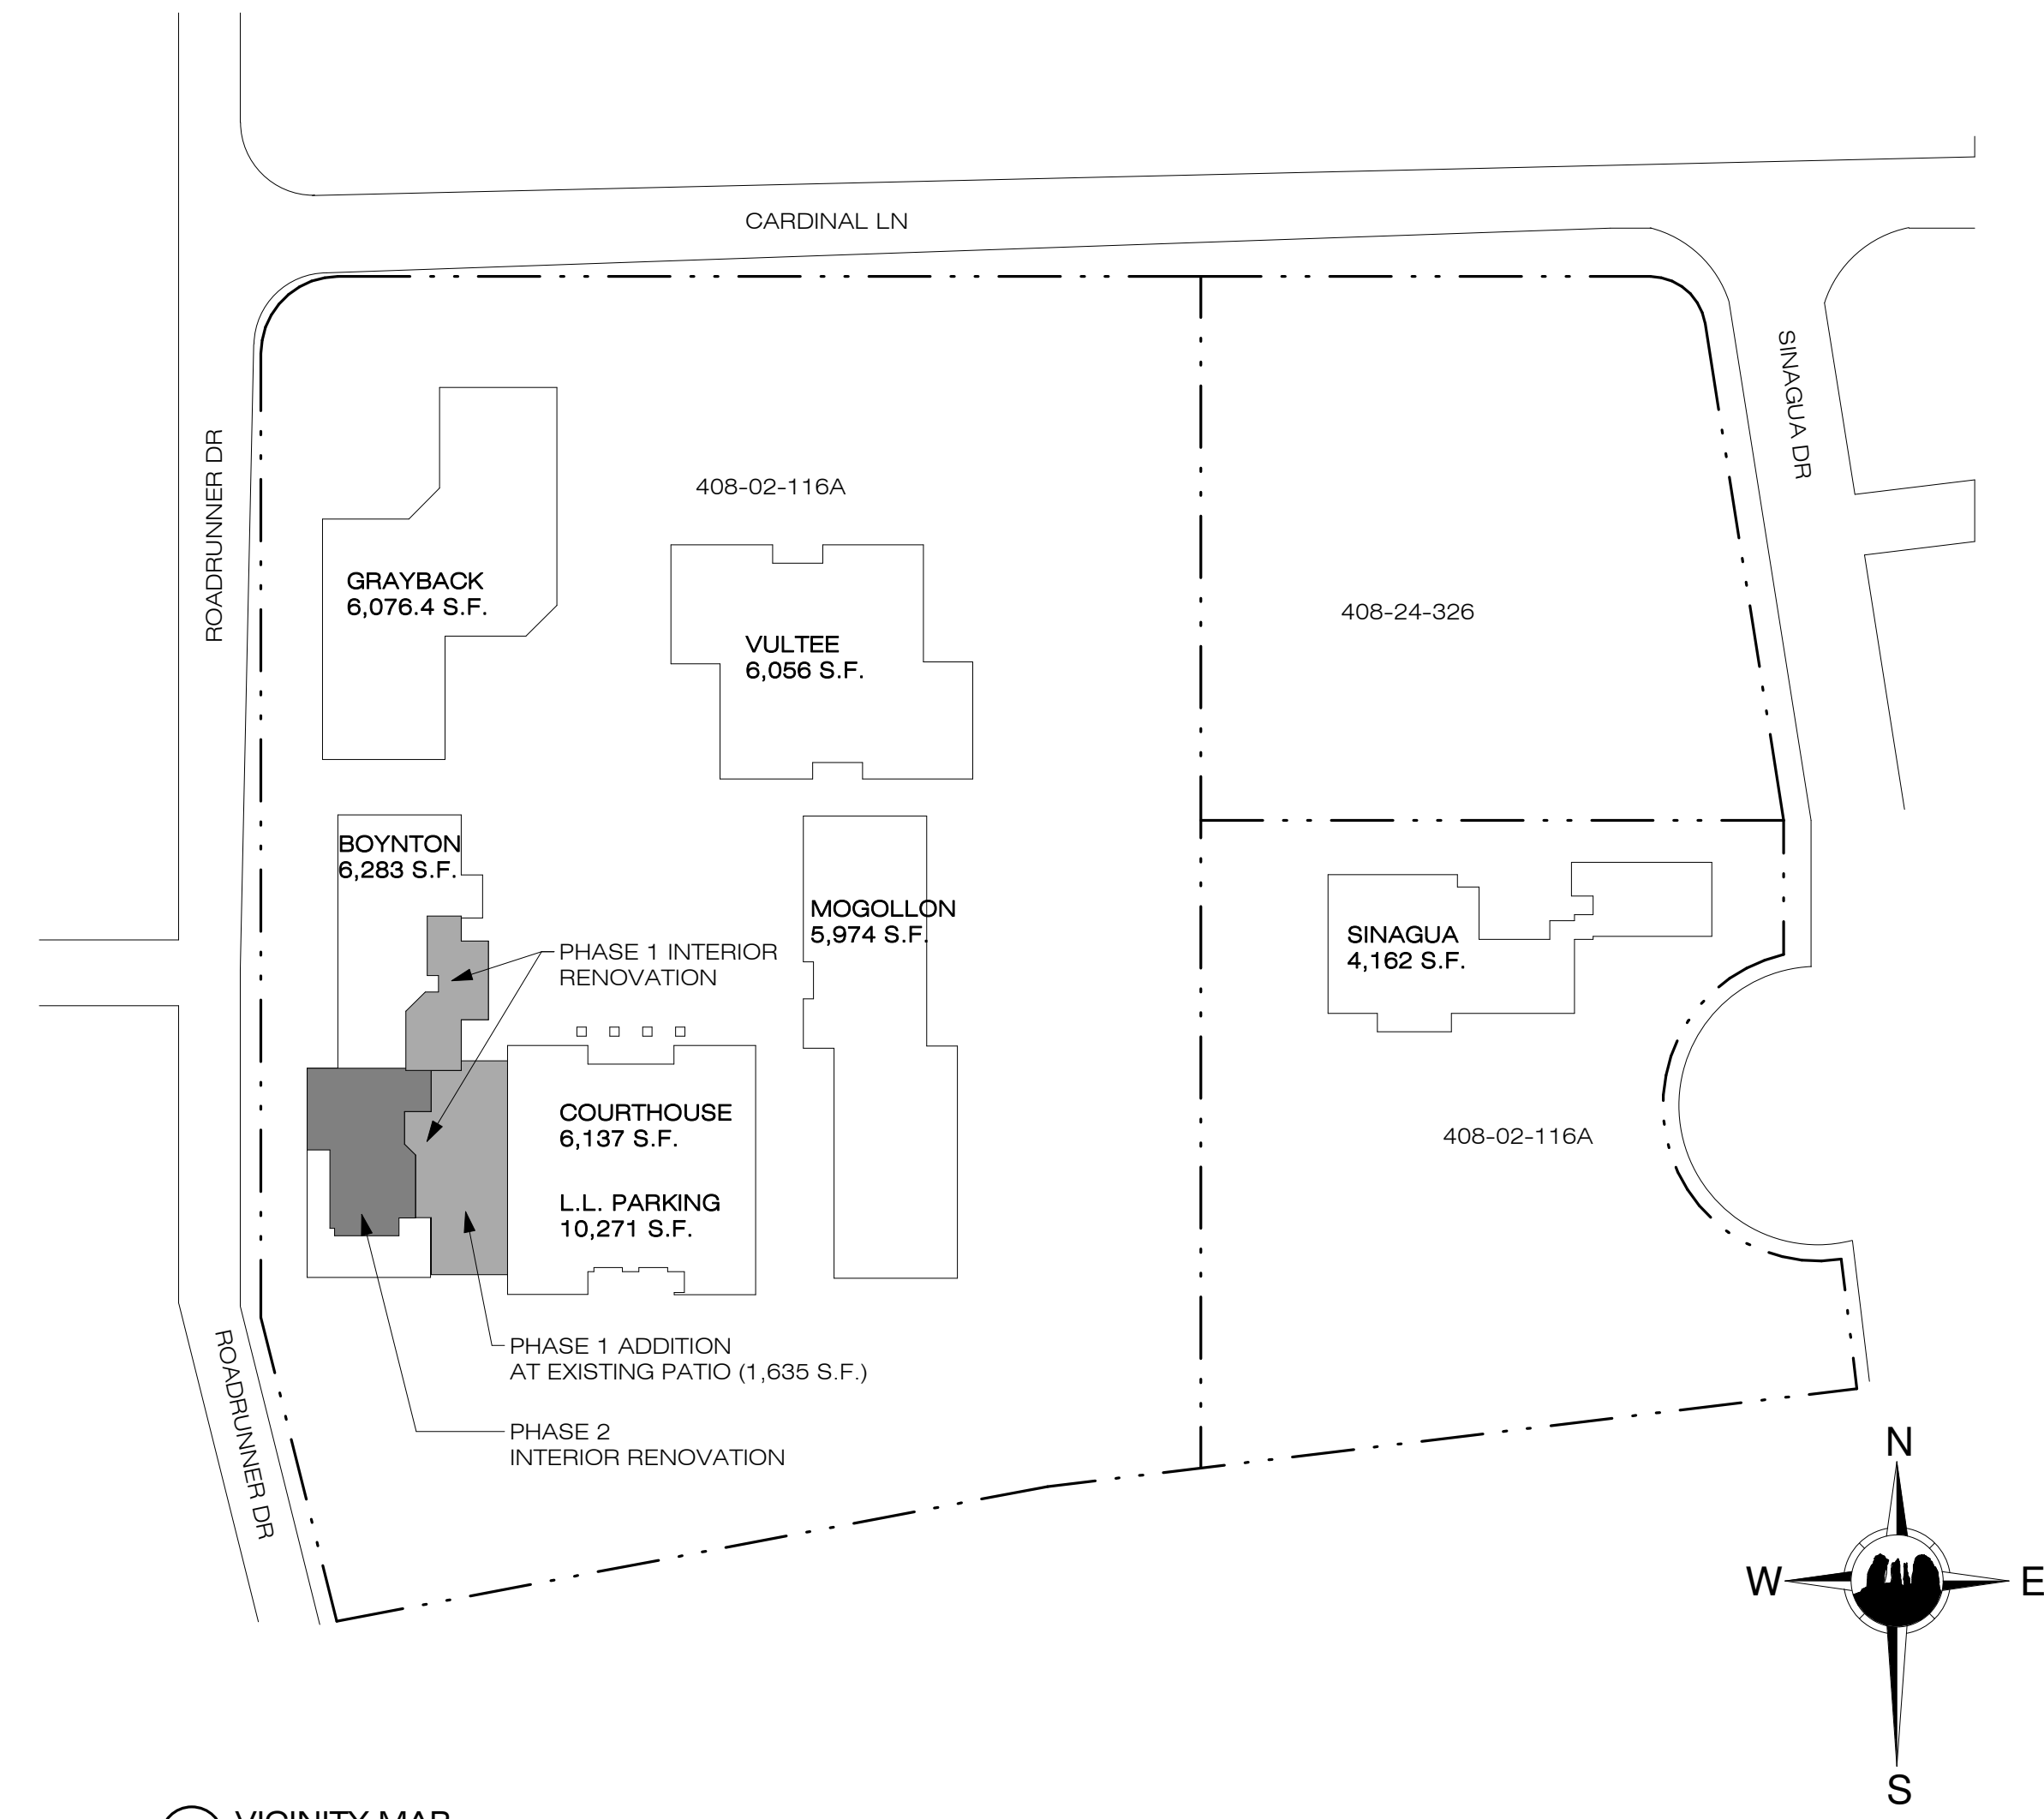 CARDINAL LN
SINAGUA DR
ROADRUNNER DR
408-02-116A
GRAYBACK
6,076.4 S.F.
VULTEE
6,056 S.F.
408-24-326
BOYNTON
6,283 S.F.
MOGOLLON
5,974 S.F.
SINAGUA
4,162 S.F.
PHASE 1 INTERIOR
RENOVATION
COURTHOUSE
6,137 S.F.
408-02-116A
L.L. PARKING
10,271 S.F.
PHASE 1 ADDITION
AT EXISTING PATIO (1,635 S.F.)
ROADRUNNER DR
PHASE 2
INTERIOR RENOVATION
N
W
E
S
VICINITY MAP